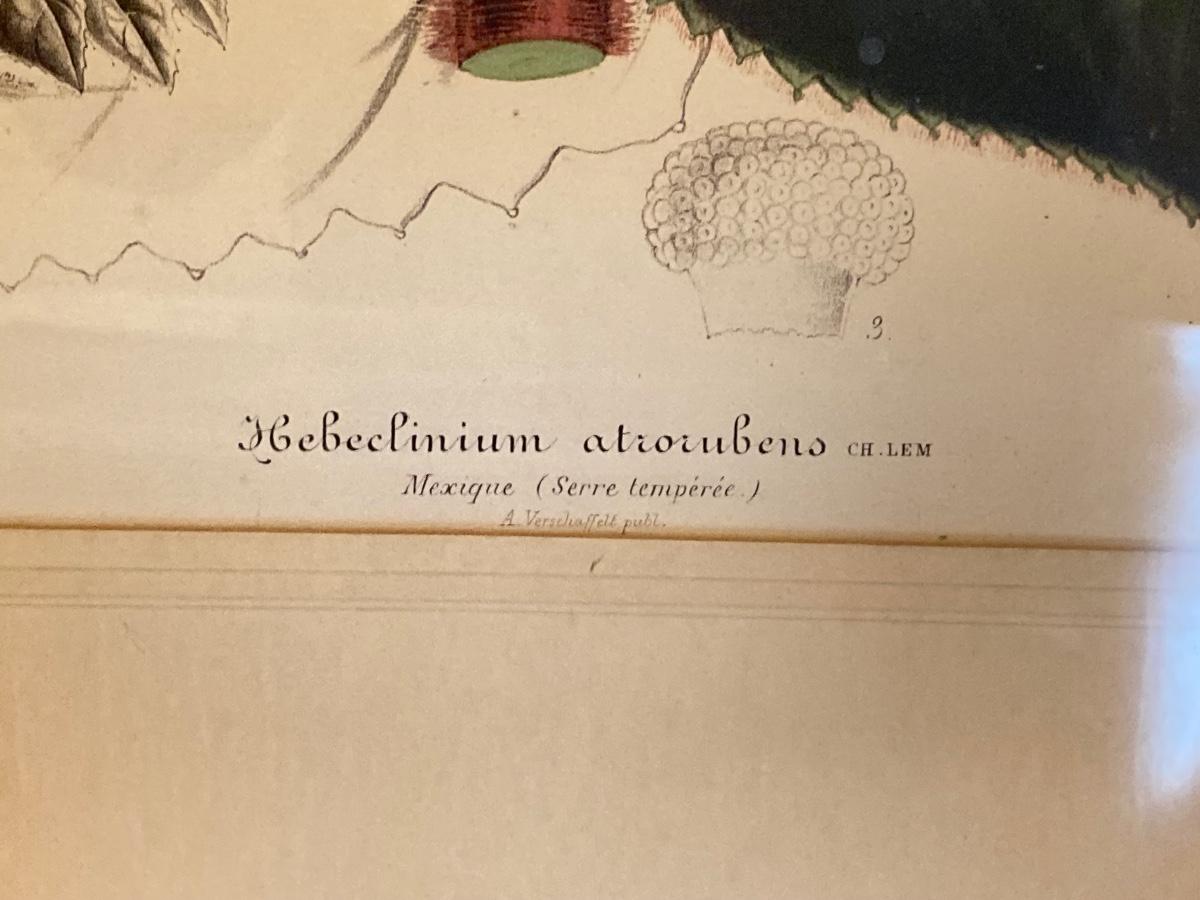 3.
Hebeclinium atrorubens CH. LEM
Mexique (Serre tempérée.)
A. Verschaffelt publ.